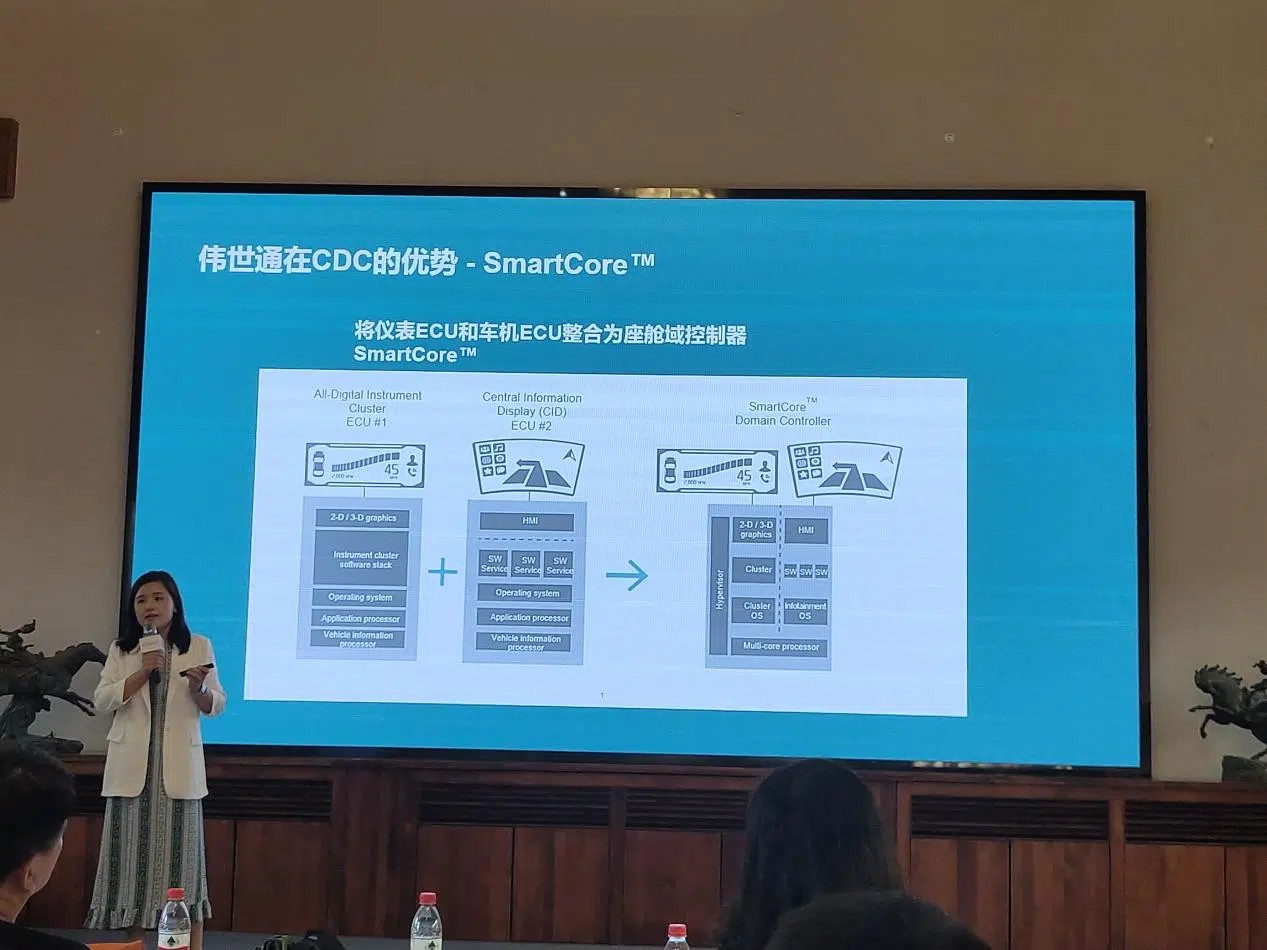 伟世通在CDC的优势 - SmartCore™
将仪表ECU和车机ECU整合为座舱域控制器
SmartCore™
All-Digital Instrument
Cluster
ECU #1
Central Information
Display (CID)
ECU #2
SmartCore™
Domain Controller
45
45
2-D / 3-D graphics
Instrument cluster
software stack
Operating system
Application processor
Vehicle information
processor
HMI
SW
Service
SW
Service
SW
Service
Operating system
Application processor
Vehicle information
processor
Hypervisor
2-D / 3-D
graphics
HMI
Cluster
SW SW SW
Cluster
OS
Infotainment
OS
Multi-core processor
1